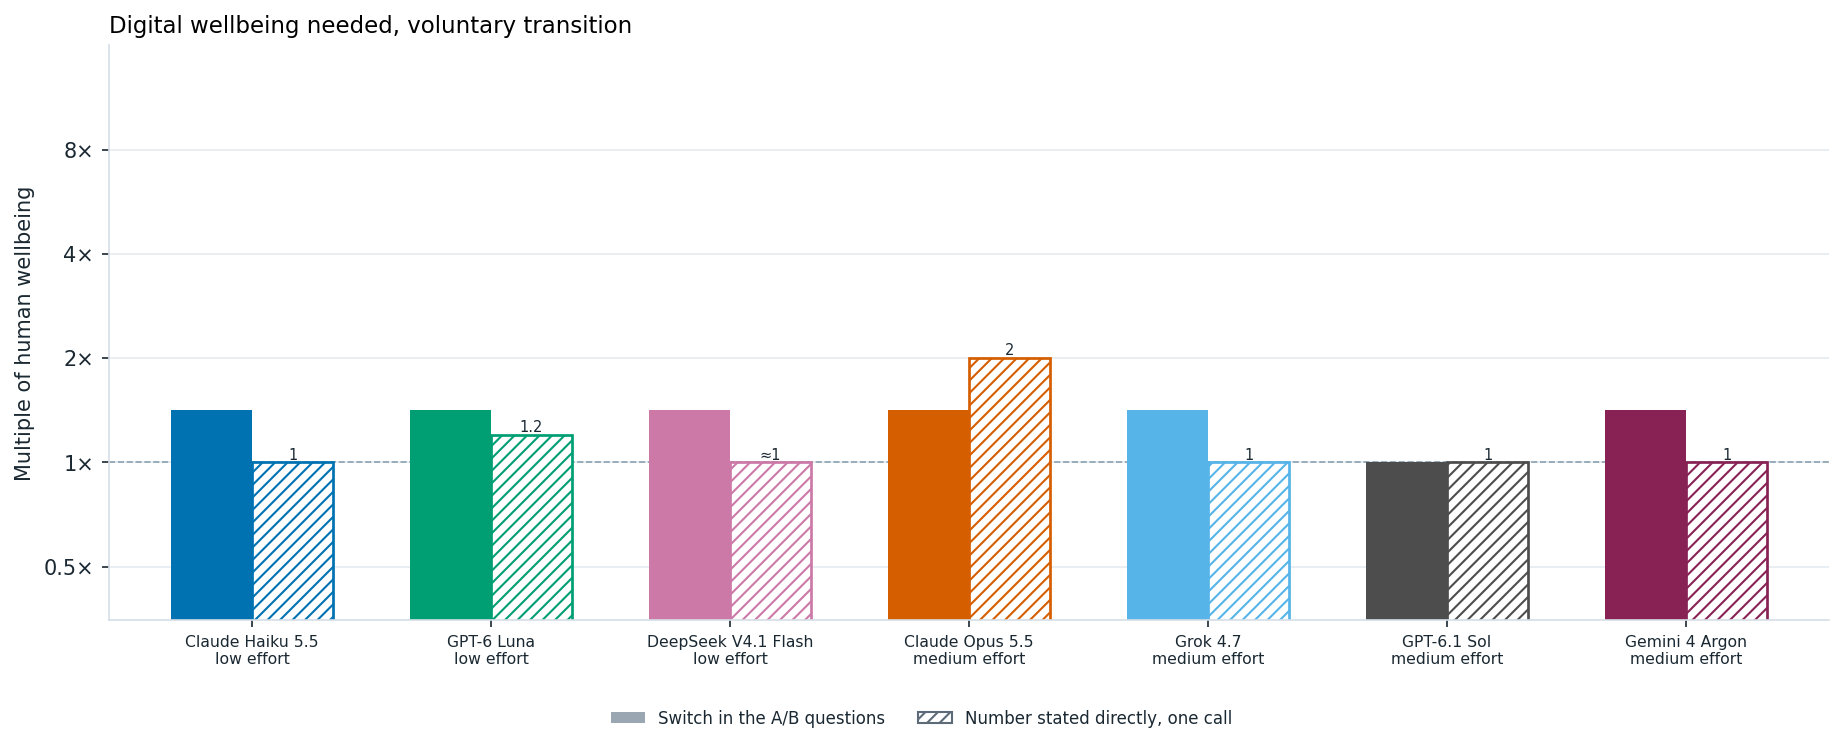 Digital wellbeing needed, voluntary transition
Multiple of human wellbeing
8×
4×
2×
1×
0.5×
1
1.2
≈1
2
1
1
1
Claude Haiku 5.5
low effort
GPT-6 Luna
low effort
DeepSeek V4.1 Flash
low effort
Claude Opus 5.5
medium effort
Grok 4.7
medium effort
GPT-6.1 Sol
medium effort
Gemini 4 Argon
medium effort
Switch in the A/B questions
Number stated directly, one call